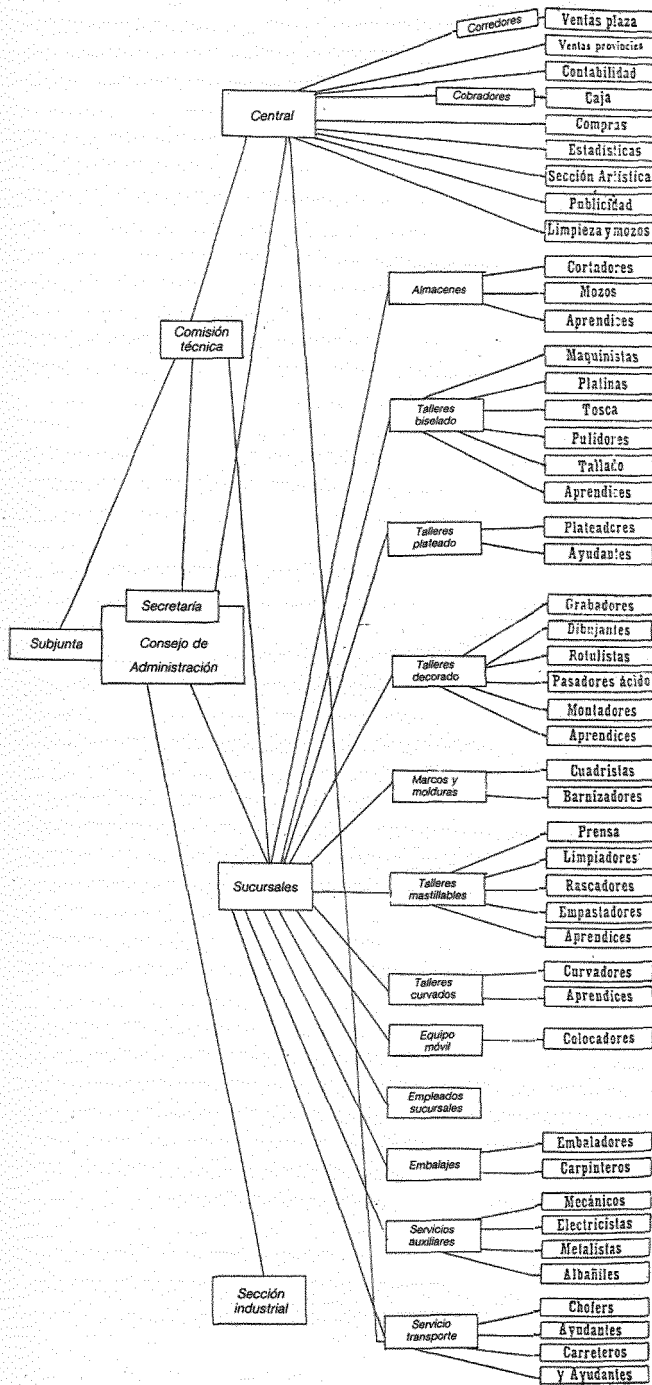 Corredores
Ventas plaza
Ventas provincies
Contabilidad
Cobradores
Caja
Central
Compras
Estadísticas
Sección Artística
Publicidad
Limpieza y mozos
Almacenes
Cortadores
Mozos
Aprendices
Comisión
técnica
Talleres
biselado
Maquinistas
Platinas
Tosca
Pulidores
Tallado
Aprendices
Talleres
plateado
Plateadores
Ayudantes
Subjunta
Secretaría
Consejo de
Administración
Talleres
decorado
Grabadores
Dibujantes
Rotulistas
Pasadores ácido
Montadores
Aprendices
Marcos y
molduras
Cuadristas
Barnizadores
Sucursales
Talleres
mastillables
Prensa
Limpiadores
Rascadores
Empastadores
Aprendices
Talleres
curvados
Curvadores
Aprendices
Equipo
móvil
Colocadores
Empleados
sucursales
Embalajes
Embaladores
Carpinteros
Servicios
auxiliares
Mecánicos
Electricistas
Metalistas
Albañiles
Sección
industrial
Servicio
transporte
Chofers
Ayudantes
Carreteros
y Ayudantes